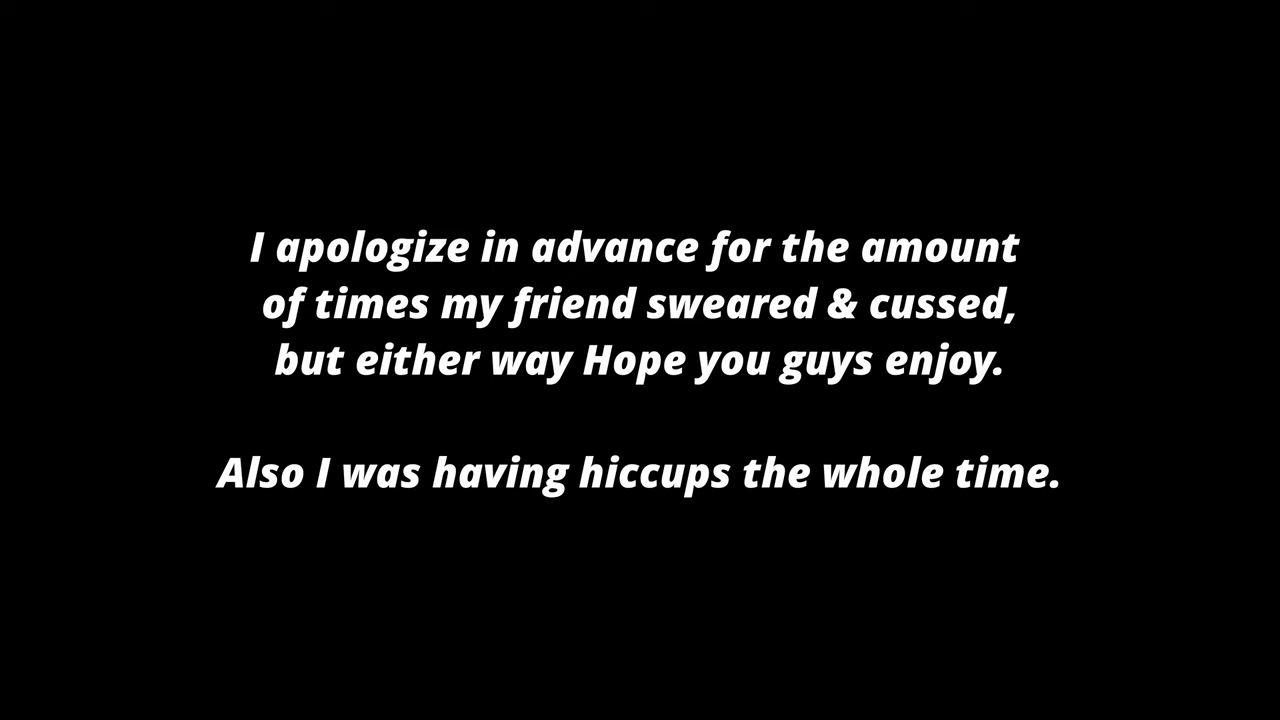 I apologize in advance for the amount
of times my friend sweared & cussed,
but either way Hope you guys enjoy.
Also I was having hiccups the whole time.